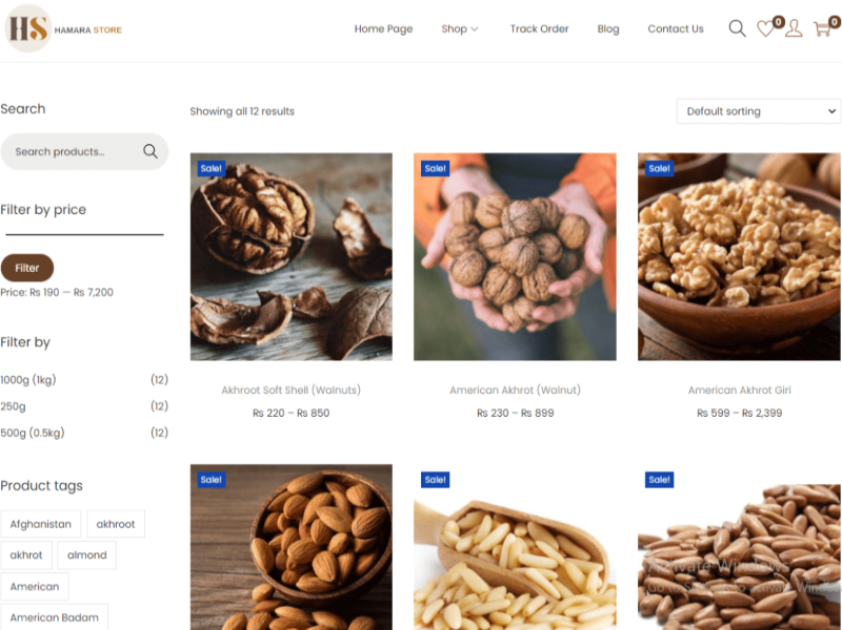 HS HAMARA STORE
Home Page Shop Track Order Blog Contact Us 0 0
Search
Showing all 12 results
Default sorting
Search products...
Sale! Sale! Sale!
Filter by price
Filter
Price: ₨ 190 — ₨ 7,200
Filter by
1000g (1kg) (12)
250g (12)
500g (0.5kg) (12)
Akhroot Soft Shell (Walnuts) American Akhrot (Walnut) American Akhrot Giri
₨ 220 – ₨ 850 ₨ 230 – ₨ 899 ₨ 599 – ₨ 2,399
Product tags
Sale! Sale! Sale!
Afghanistan akhroot
akhrot almond
American
American Badam
Activate Windows
Go to Settings to activate Windows